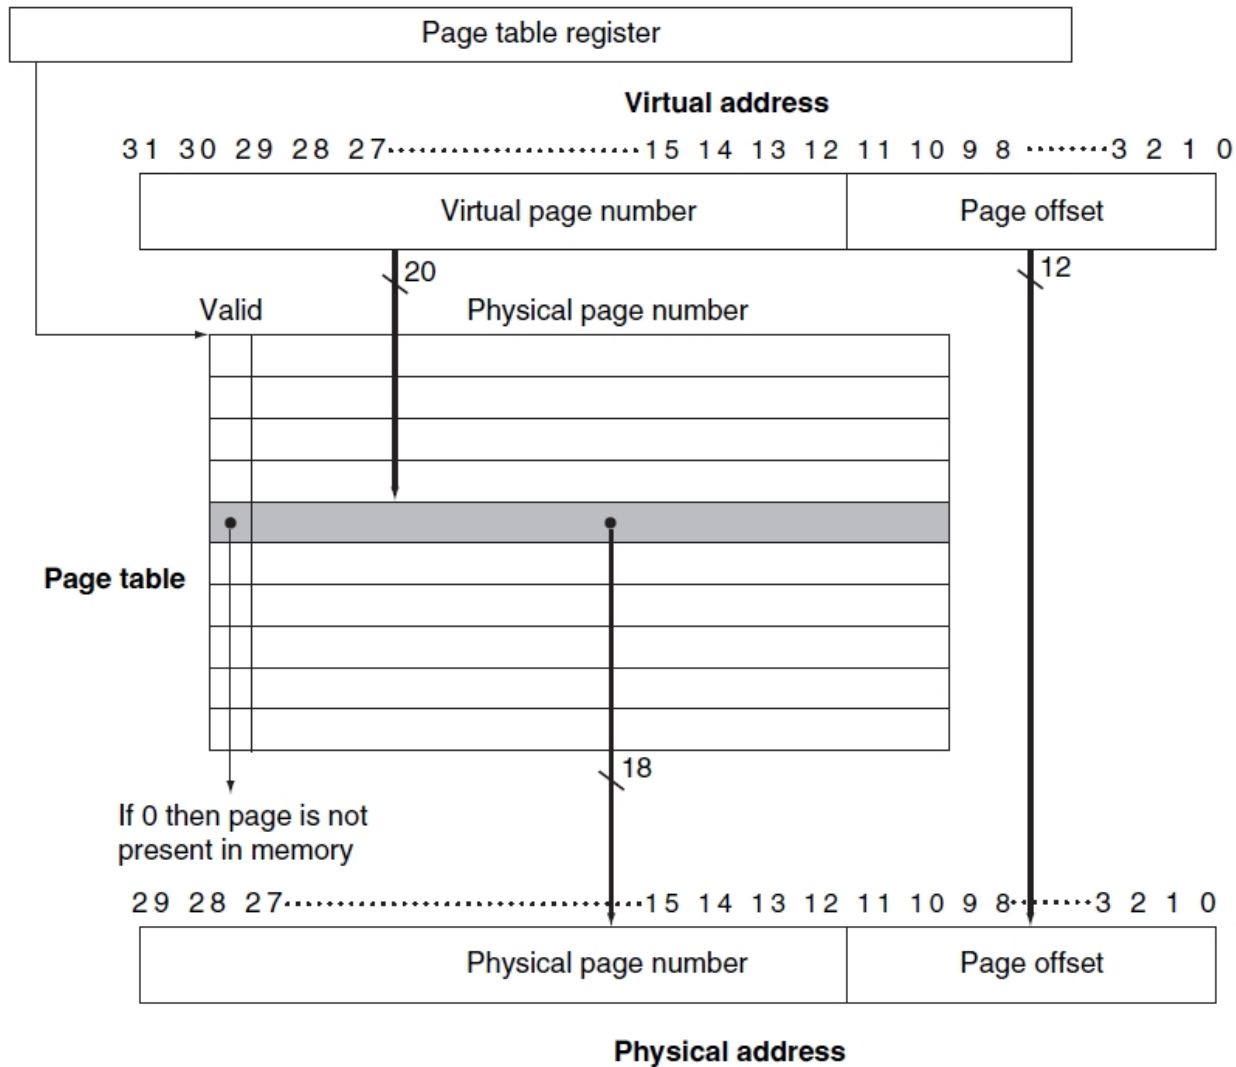 Page table register
Virtual address
31 30 29 28 27.......................15 14 13 12 11 10 9 8 .......3 2 1 0
Virtual page number Page offset
20 12
Valid Physical page number
Page table
18
If 0 then page is not
present in memory
29 28 27................................15 14 13 12 11 10 9 8........3 2 1 0
Physical page number Page offset
Physical address